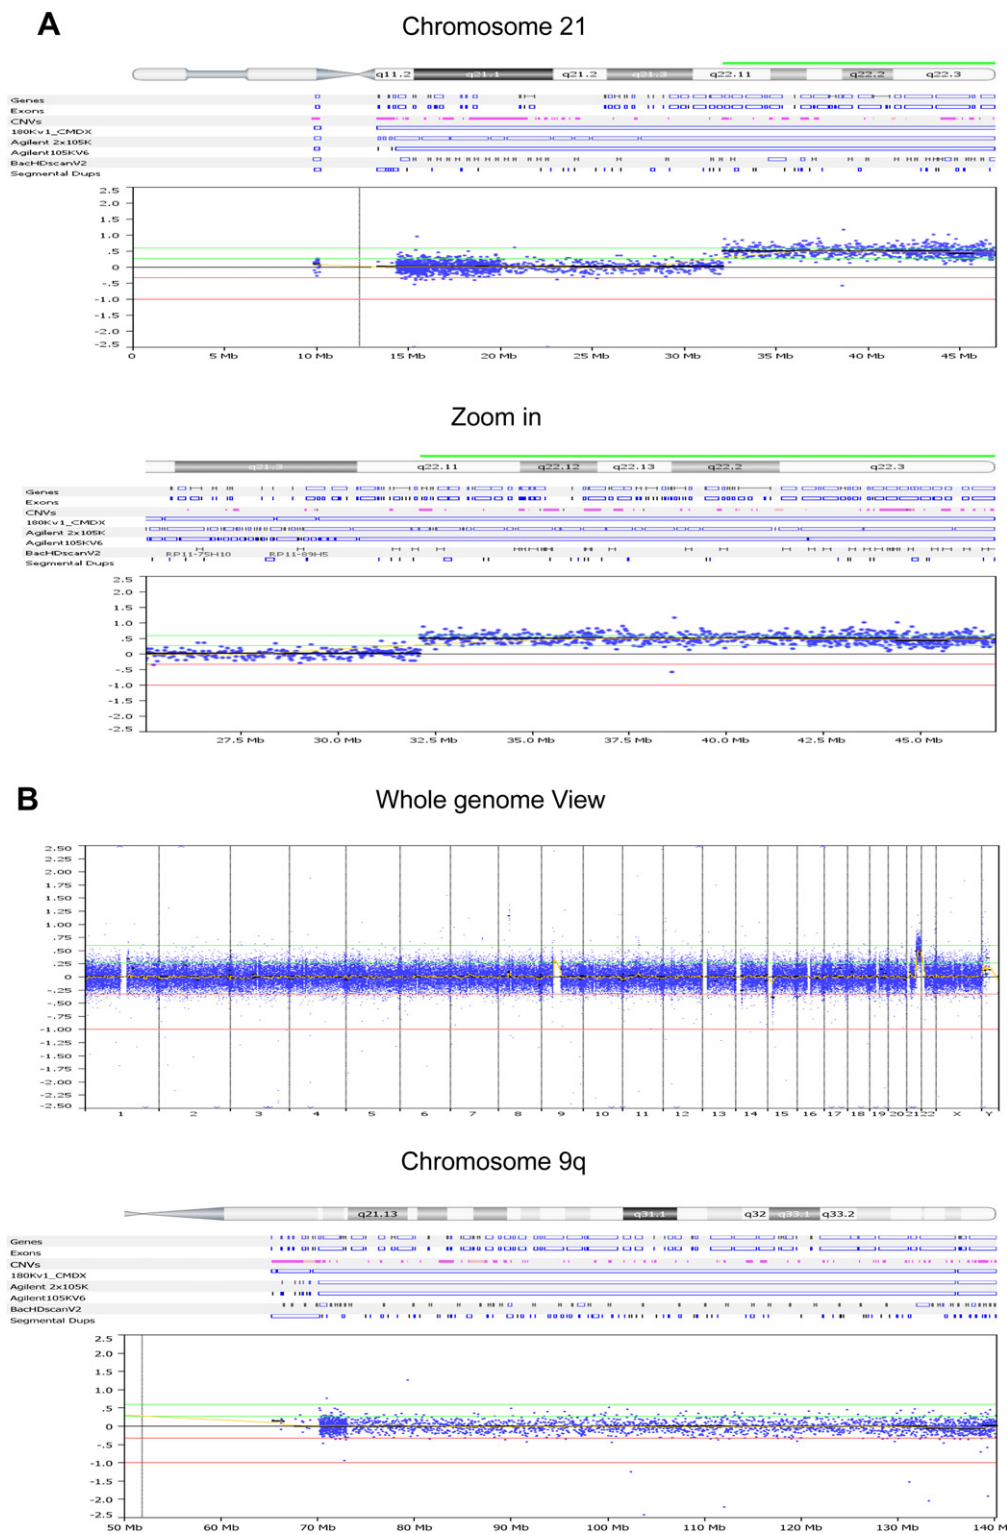 A
Chromosome 21
q11.2 q21.1 q21.2 q21.3 q22.11 q22.2 q22.3
Genes
Exons
CNVs
180Kv1_CMDX
Agilent 2x105K
Agilent105KV6
BacHDscanV2
Segmental Dups
2.5
2.0
1.5
1.0
.5
0
-.5
-1.0
-1.5
-2.0
-2.5
0 5 Mb 10 Mb 15 Mb 20 Mb 25 Mb 30 Mb 35 Mb 40 Mb 45 Mb
Zoom in
q21.3 q22.11 q22.12 q22.13 q22.2 q22.3
Genes
Exons
CNVs
180Kv1_CMDX
Agilent 2x105K
Agilent105KV6
BacHDscanV2 RP11-75H10 RP11-89H5
Segmental Dups
2.5
2.0
1.5
1.0
.5
0
-.5
-1.0
-1.5
-2.0
-2.5
27.5 Mb 30.0 Mb 32.5 Mb 35.0 Mb 37.5 Mb 40.0 Mb 42.5 Mb 45.0 Mb
B
Whole genome View
2.50
2.25
2.00
1.75
1.50
1.25
1.00
.75
.50
.25
0
-.25
-.50
-.75
-1.00
-1.25
-1.50
-1.75
-2.00
-2.25
-2.50
1 2 3 4 5 6 7 8 9 10 11 12 13 14 15 16 17 18 19 20 21 22 X Y
Chromosome 9q
q21.13 q31.1 q32 q33.1 q33.2
Genes
Exons
CNVs
180Kv1_CMDX
Agilent 2x105K
Agilent105KV6
BacHDscanV2
Segmental Dups
2.5
2.0
1.5
1.0
.5
0
-.5
-1.0
-1.5
-2.0
-2.5
50 Mb 60 Mb 70 Mb 80 Mb 90 Mb 100 Mb 110 Mb 120 Mb 130 Mb 140 M